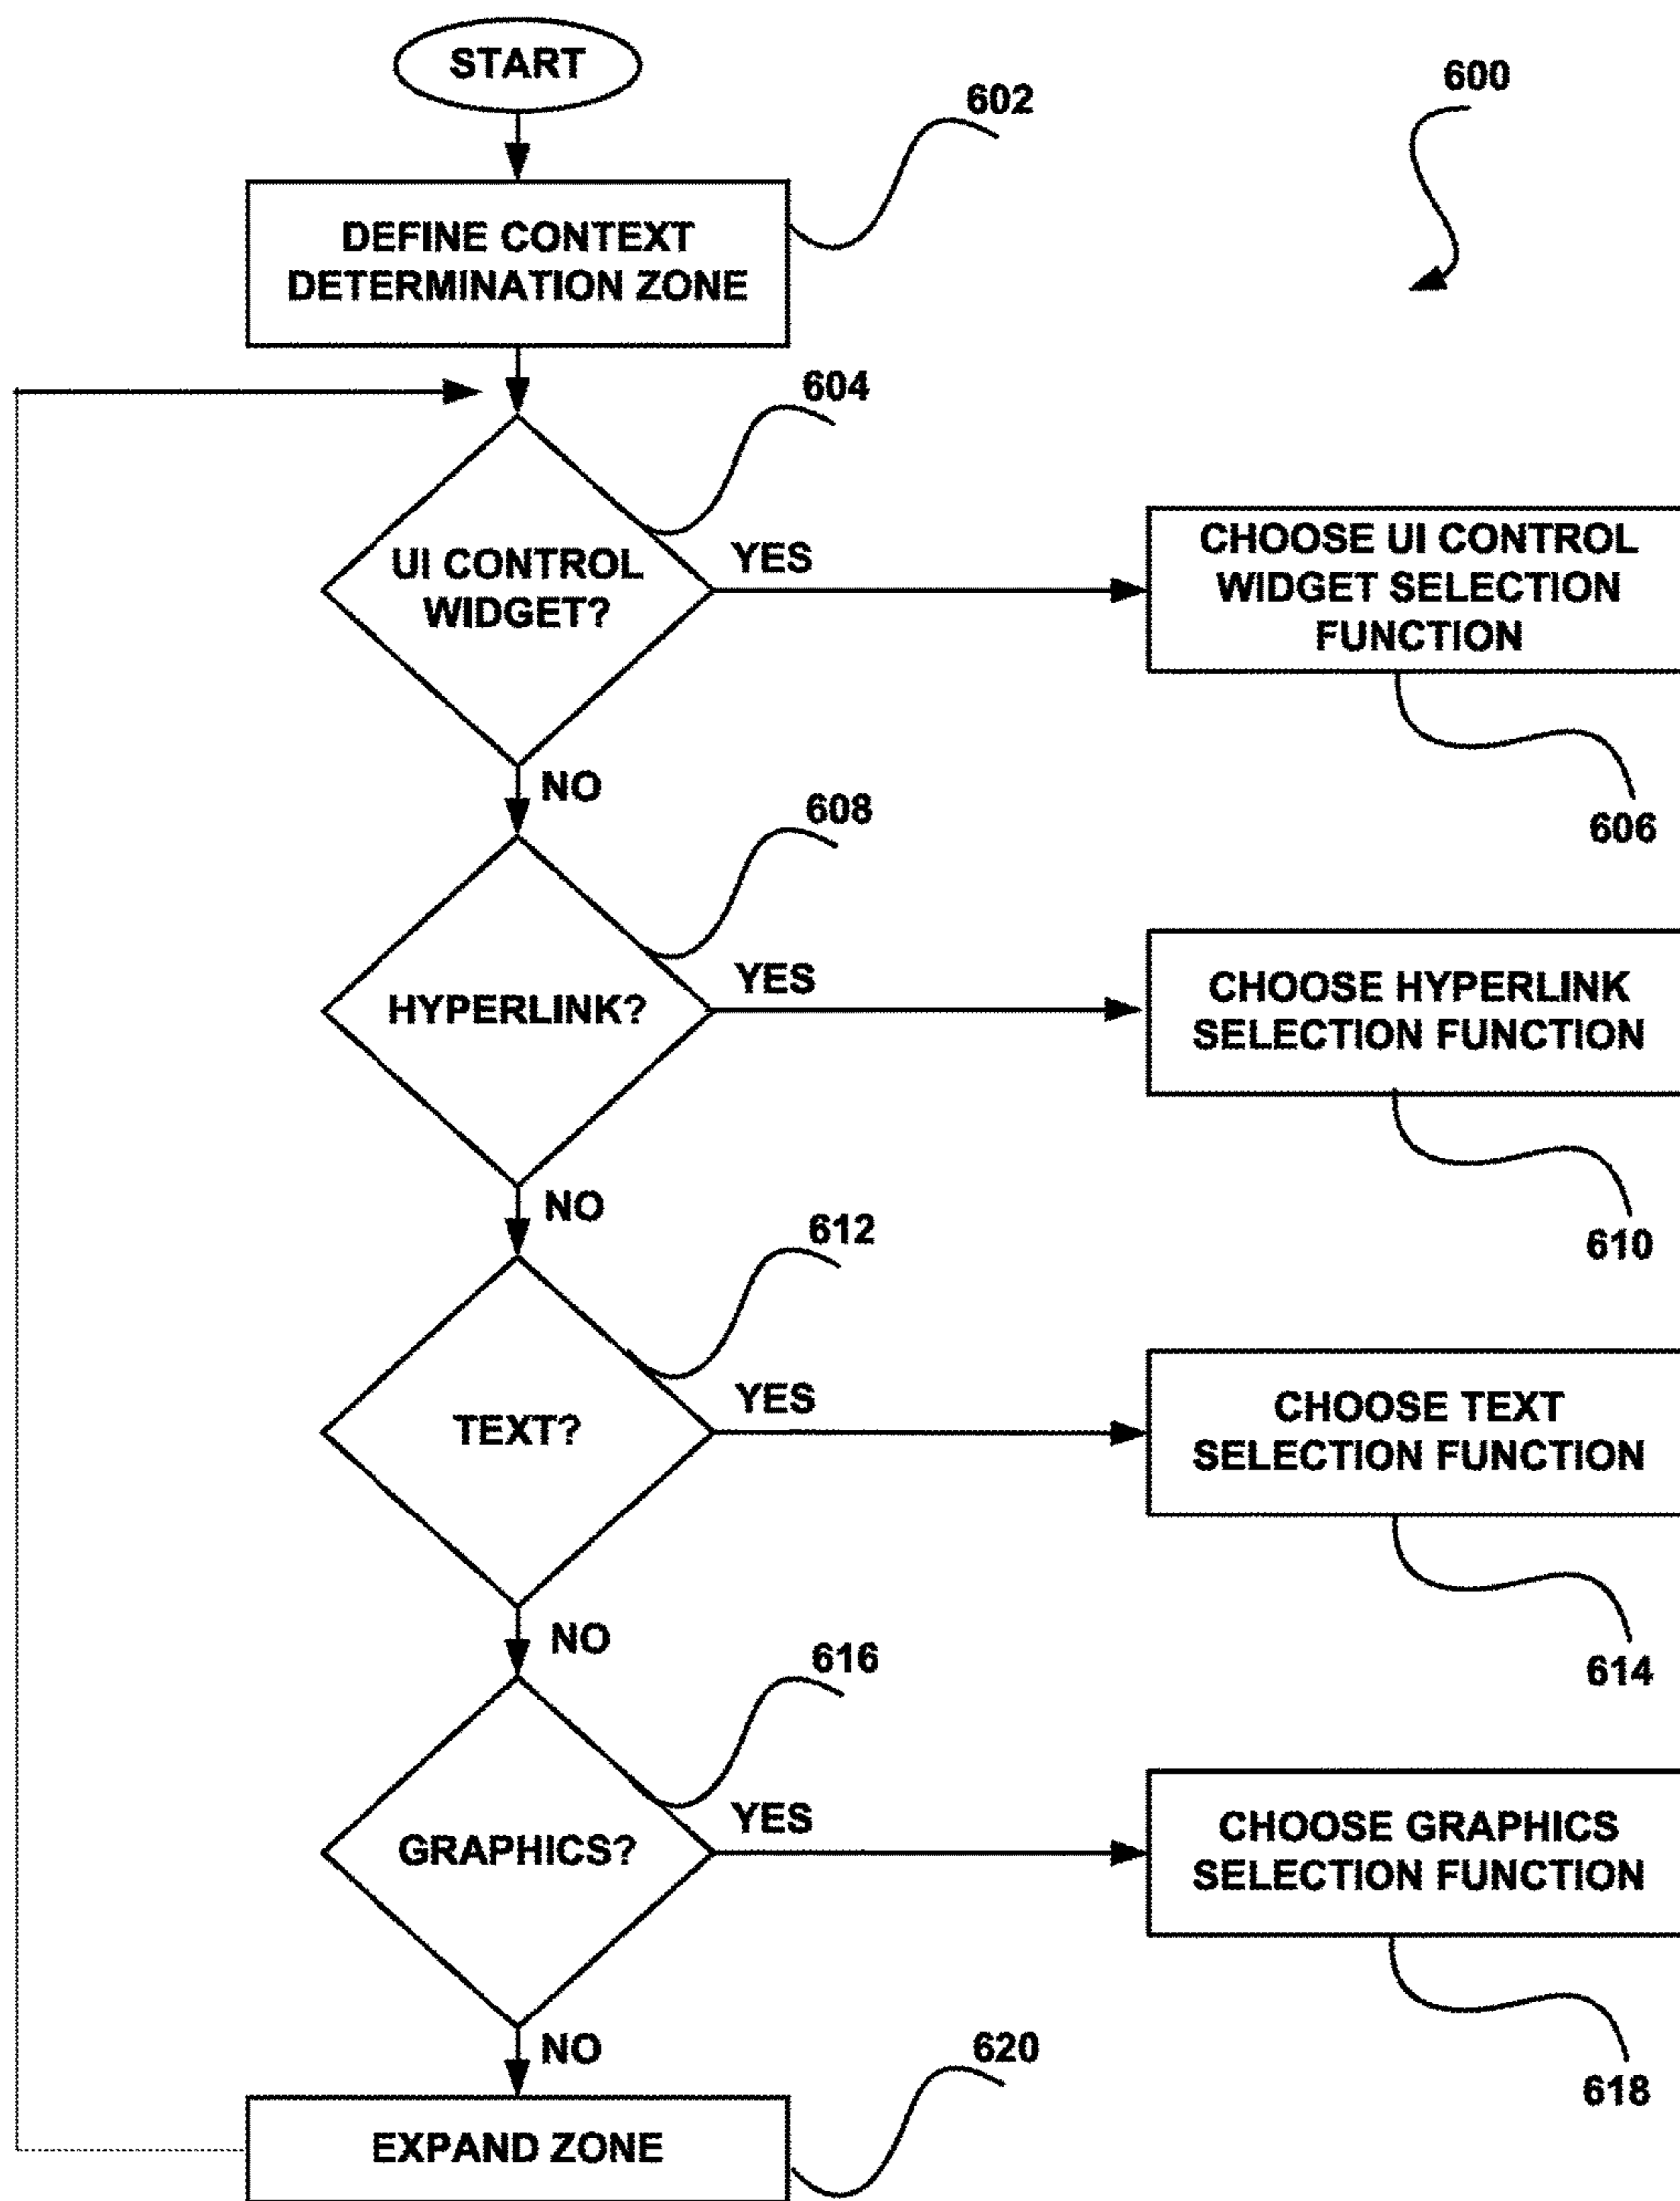 START
600
602
DEFINE CONTEXT
DETERMINATION ZONE
604
UI CONTROL
WIDGET?
YES
CHOOSE UI CONTROL
WIDGET SELECTION
FUNCTION
606
NO
608
HYPERLINK?
YES
CHOOSE HYPERLINK
SELECTION FUNCTION
610
NO
612
TEXT?
YES
CHOOSE TEXT
SELECTION FUNCTION
614
NO
616
GRAPHICS?
YES
CHOOSE GRAPHICS
SELECTION FUNCTION
618
NO
620
EXPAND ZONE